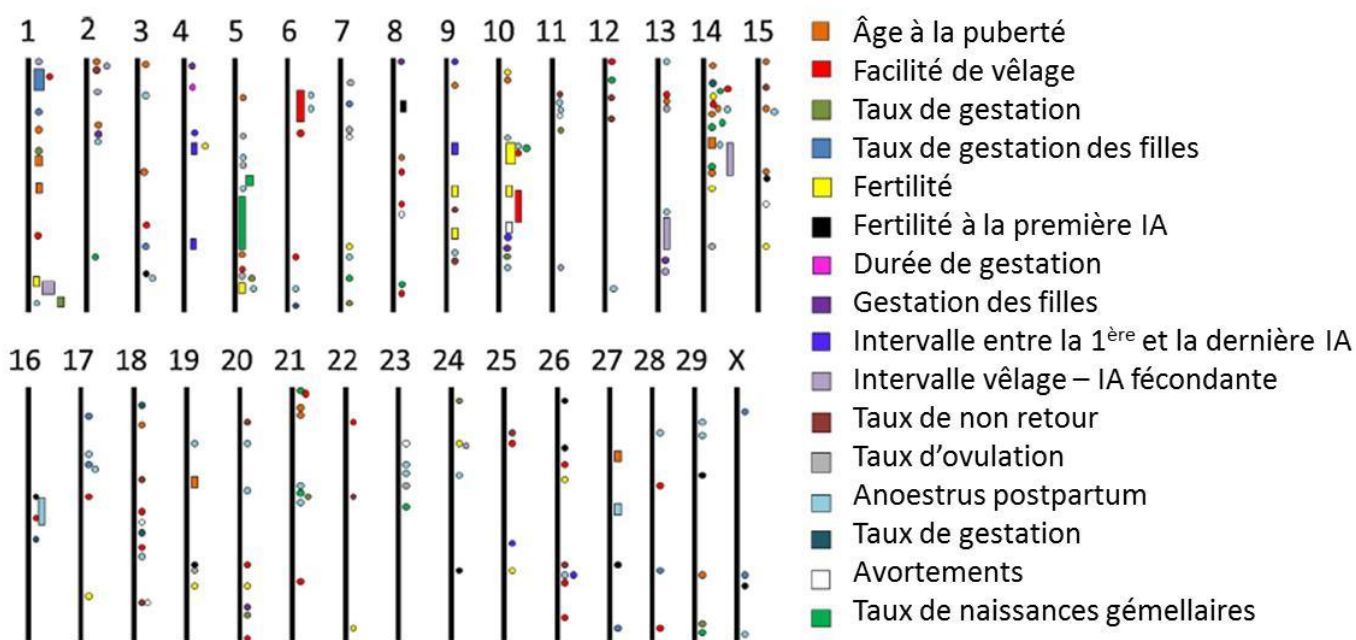 1 2 3 4 5 6 7 8 9 10 11 12 13 14 15
16 17 18 19 20 21 22 23 24 25 26 27 28 29 X
Âge à la puberté
Facilité de vêlage
Taux de gestation
Taux de gestation des filles
Fertilité
Fertilité à la première IA
Durée de gestation
Gestation des filles
Intervalle entre la 1ère et la dernière IA
Intervalle vêlage – IA fécondante
Taux de non retour
Taux d’ovulation
Anoestrus postpartum
Taux de gestation
Avortements
Taux de naissances gémellaires